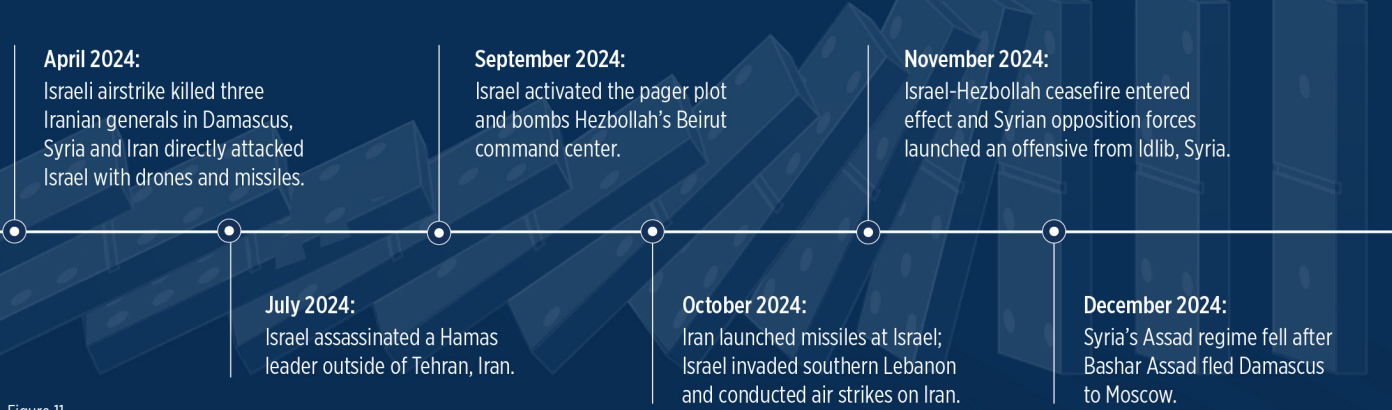 April 2024:
Israeli airstrike killed three
Iranian generals in Damascus,
Syria and Iran directly attacked
Israel with drones and missiles.
July 2024:
Israel assassinated a Hamas
leader outside of Tehran, Iran.
September 2024:
Israel activated the pager plot
and bombs Hezbollah's Beirut
command center.
October 2024:
Iran launched missiles at Israel;
Israel invaded southern Lebanon
and conducted air strikes on Iran.
November 2024:
Israel-Hezbollah ceasefire entered
effect and Syrian opposition forces
launched an offensive from Idlib, Syria.
December 2024:
Syria's Assad regime fell after
Bashar Assad fled Damascus
to Moscow.
Figure 11